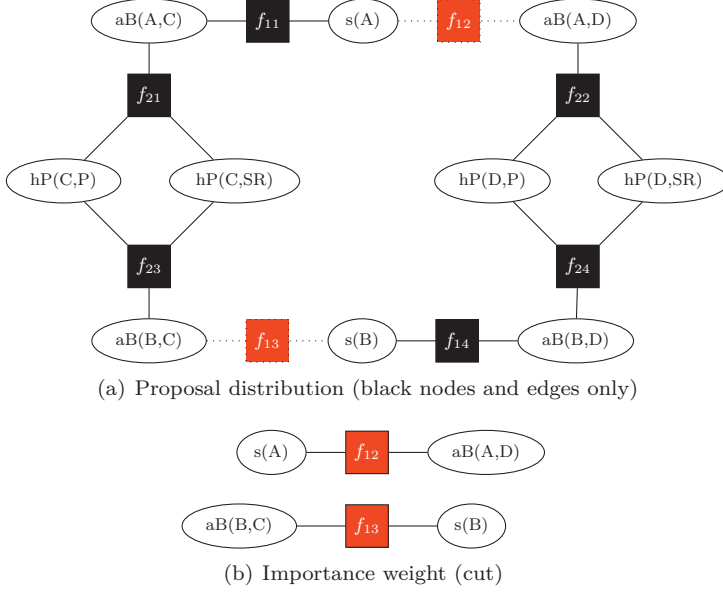 aB(A,C) f11 s(A) f12 aB(A,D)
f21 f22
hP(C,P) hP(C,SR) hP(D,P) hP(D,SR)
f23 f24
aB(B,C) f13 s(B) f14 aB(B,D)
(a) Proposal distribution (black nodes and edges only)
s(A) f12 aB(A,D)
aB(B,C) f13 s(B)
(b) Importance weight (cut)